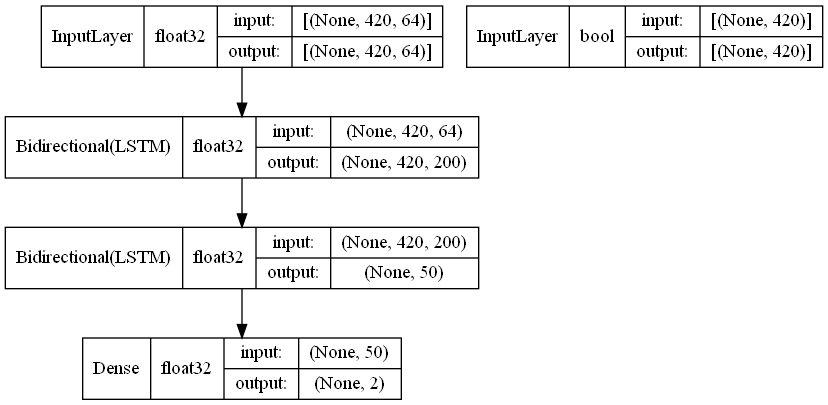 InputLayer float32 input: [(None, 420, 64)]
output: [(None, 420, 64)]
InputLayer bool input: [(None, 420)]
output: [(None, 420)]
Bidirectional(LSTM) float32 input: (None, 420, 64)
output: (None, 420, 200)
Bidirectional(LSTM) float32 input: (None, 420, 200)
output: (None, 50)
Dense float32 input: (None, 50)
output: (None, 2)